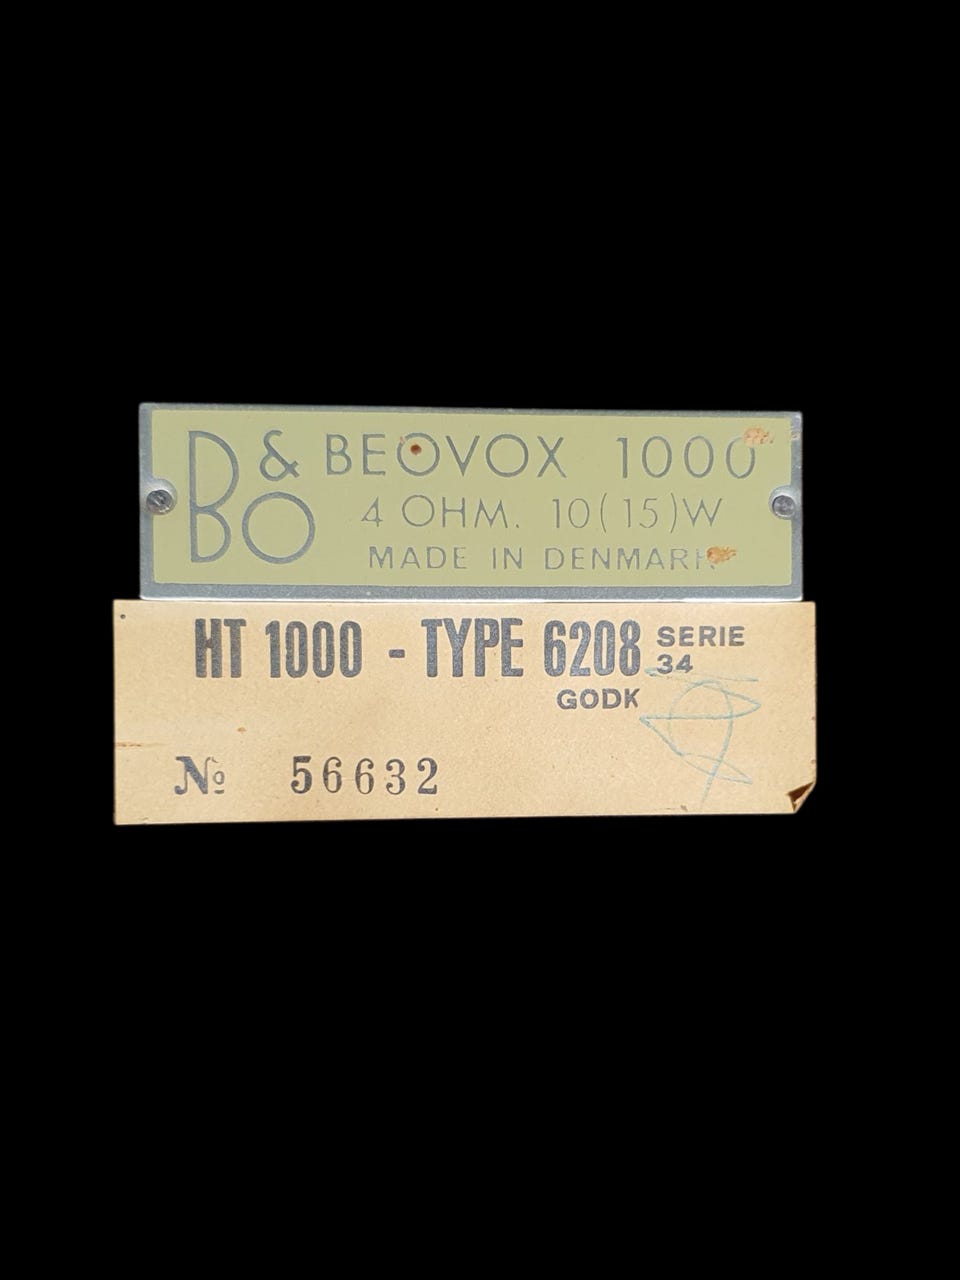 B&O BEOVOX 1000
4 OHM. 10(15)W
MADE IN DENMARK
HT 1000 - TYPE 6208 SERIE
34
GODK
№ 56632